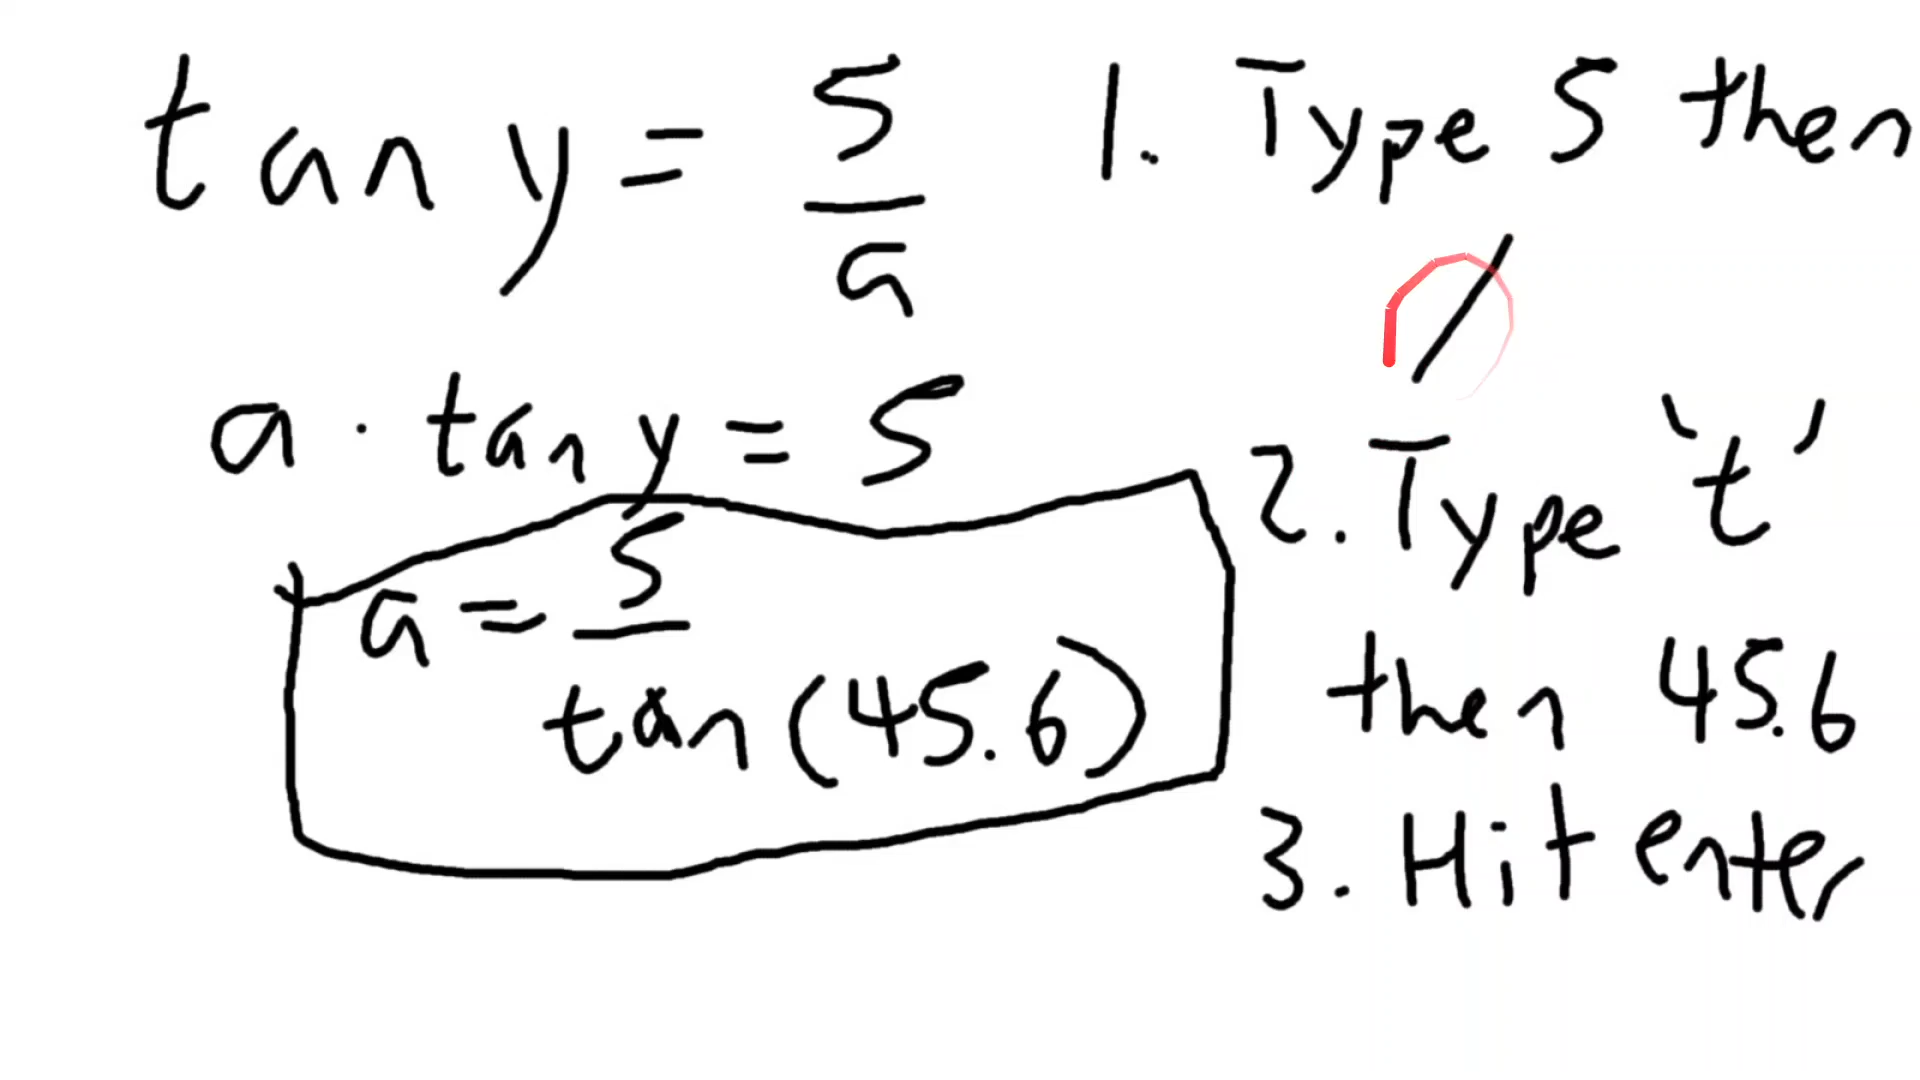 tan y = 5/a
a · tan y = 5
a = 5/tan(45.6)
1. Type 5 then
/
2. Type 't'
then 45.6
3. Hit enter